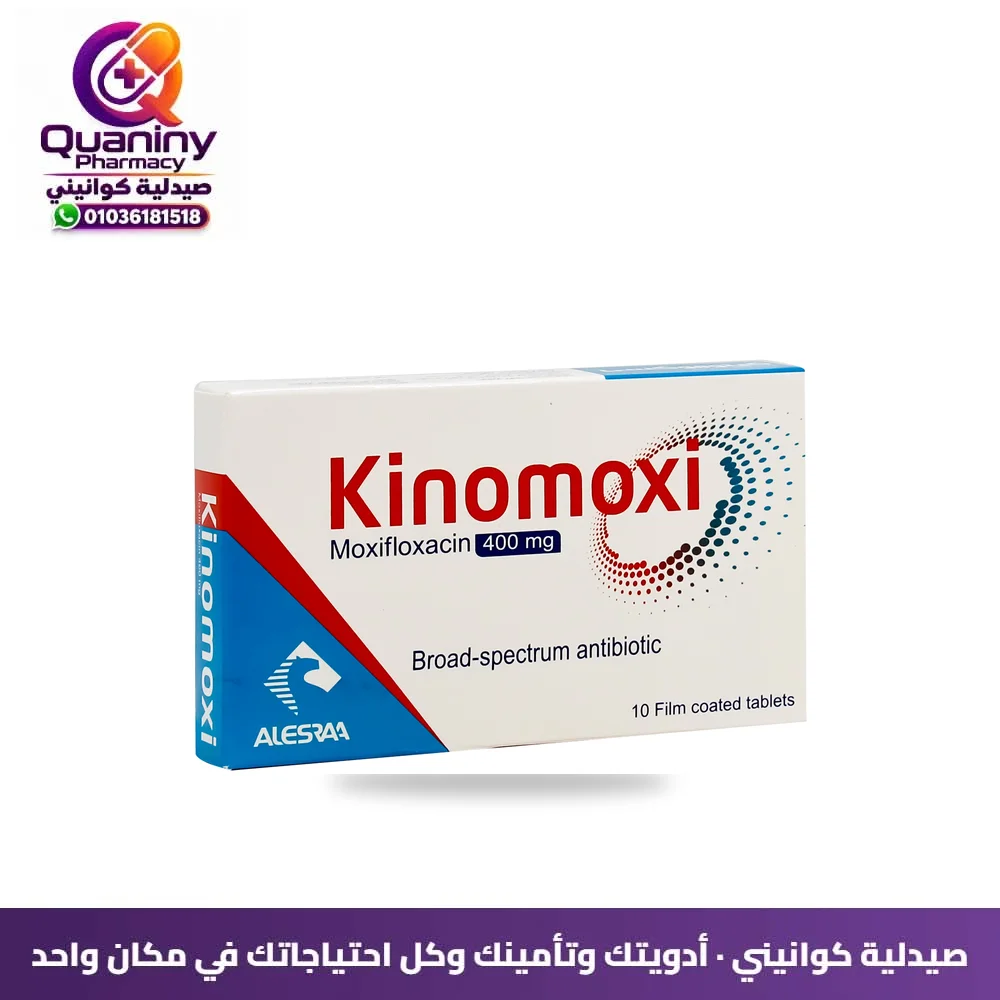 Quaniny
Pharmacy
صيدلية كوانيني
01036181518
Kinomoxi
Moxifloxacin 400 mg
Broad-spectrum antibiotic
10 Film coated tablets
ALESRAA
Kinomoxi
صيدلية كوانيني · أدويتك وتأمينك وكل احتياجاتك في مكان واحد